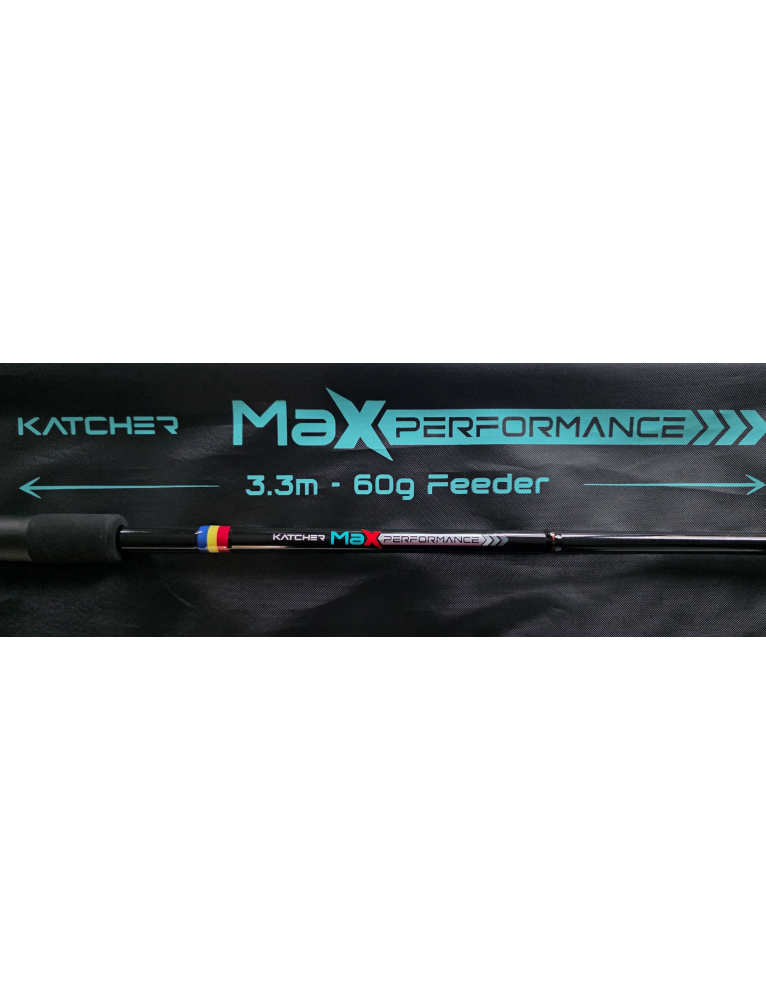 KATCHER MaX PERFORMANCE
3.3m - 60g Feeder
KATCHER MaX PERFORMANCE